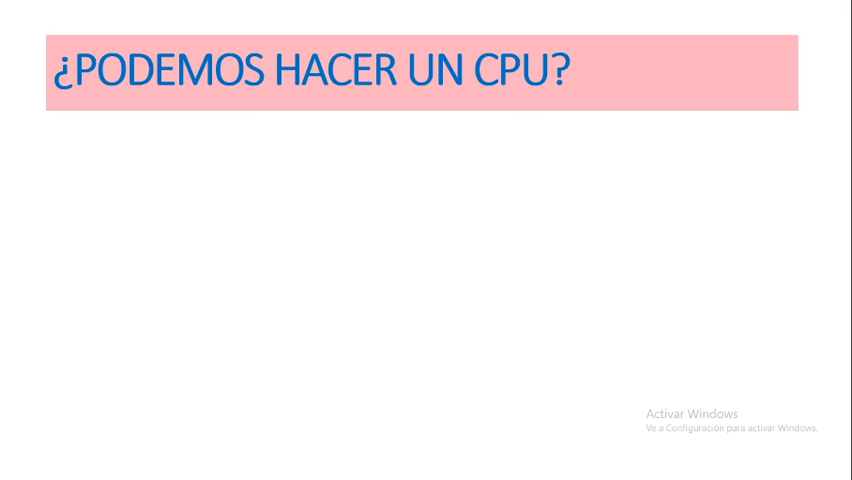 ¿PODEMOS HACER UN CPU?
Activar Windows
Ve a Configuración para activar Windows.